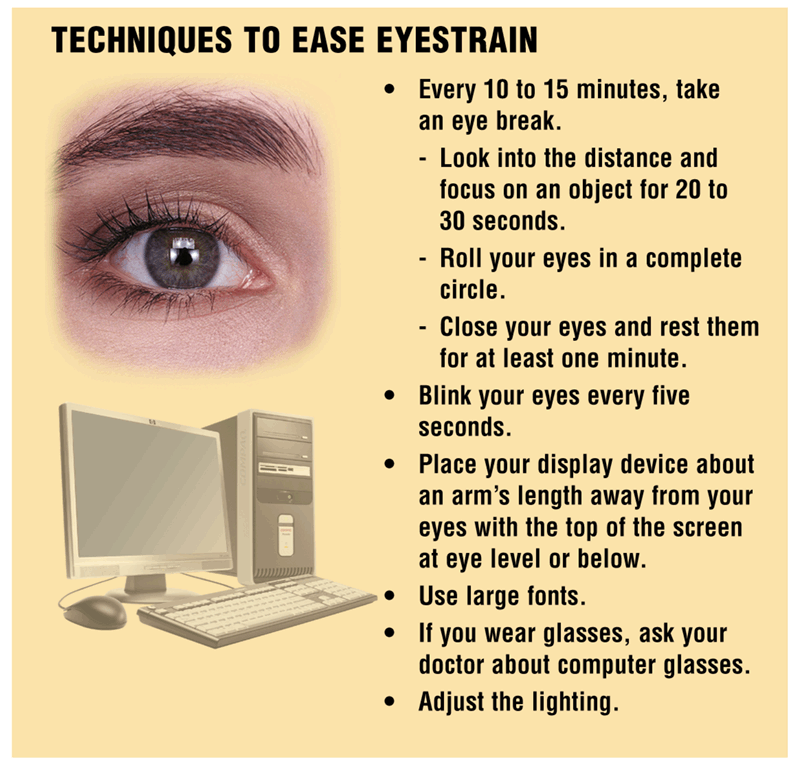 TECHNIQUES TO EASE EYESTRAIN
• Every 10 to 15 minutes, take
an eye break.
- Look into the distance and
focus on an object for 20 to
30 seconds.
- Roll your eyes in a complete
circle.
- Close your eyes and rest them
for at least one minute.
• Blink your eyes every five
seconds.
• Place your display device about
an arm's length away from your
eyes with the top of the screen
at eye level or below.
• Use large fonts.
• If you wear glasses, ask your
doctor about computer glasses.
• Adjust the lighting.